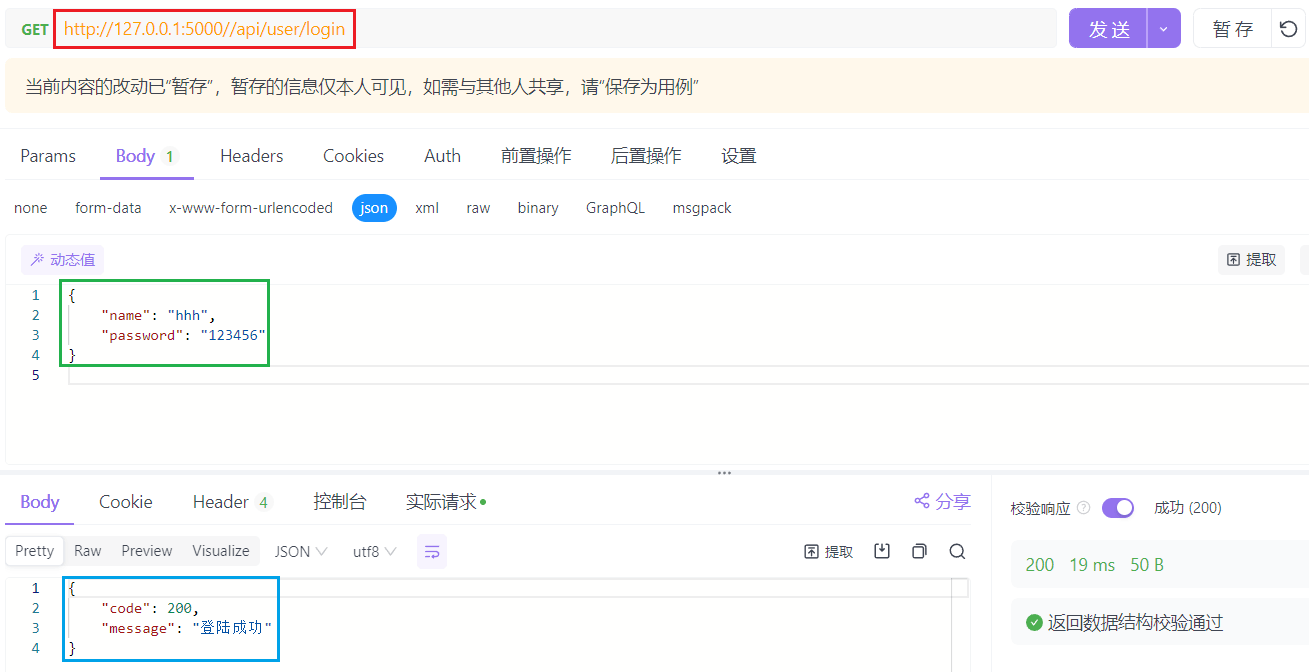 GET http://127.0.0.1:5000//api/user/login 发送 暂存
当前内容的改动已“暂存”，暂存的信息仅本人可见，如需与其他人共享，请“保存为用例”
Params Body 1 Headers Cookies Auth 前置操作 后置操作 设置
none form-data x-www-form-urlencoded json xml raw binary GraphQL msgpack
动态值 提取
1 {
2 "name": "hhh",
3 "password": "123456"
4 }
5
Body Cookie Header 4 控制台 实际请求 分享
Pretty Raw Preview Visualize JSON utf8 提取
1 {
2 "code": 200,
3 "message": "登陆成功"
4 }
校验响应 ? 成功 (200)
200 19 ms 50 B
返回数据结构校验通过